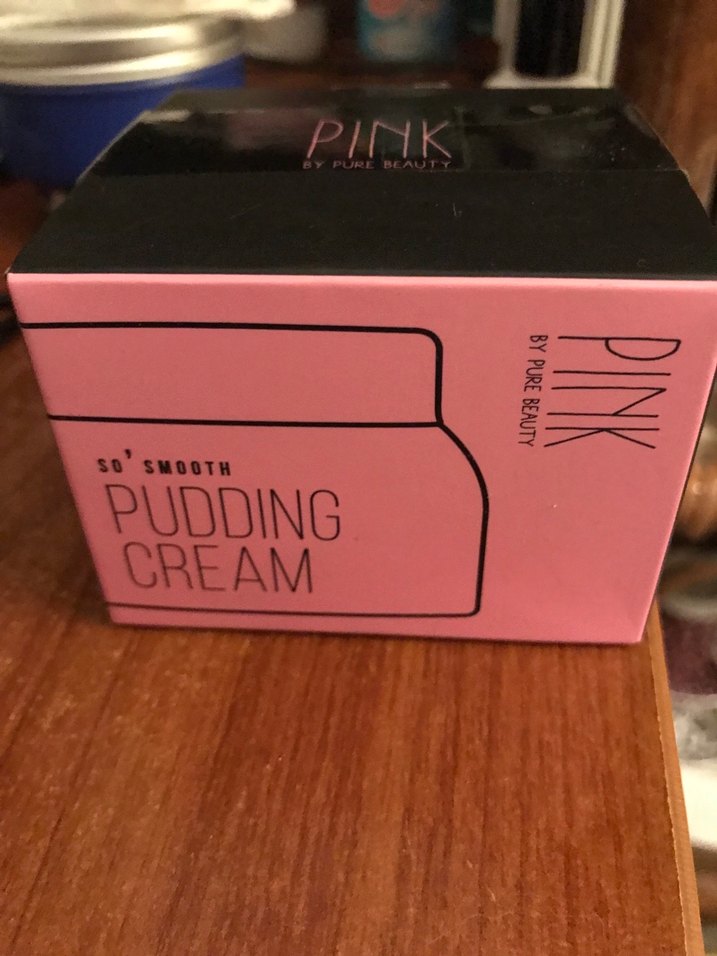 PINK
BY PURE BEAUTY
SO' SMOOTH
PUDDING
CREAM
PINK
BY PURE BEAUTY